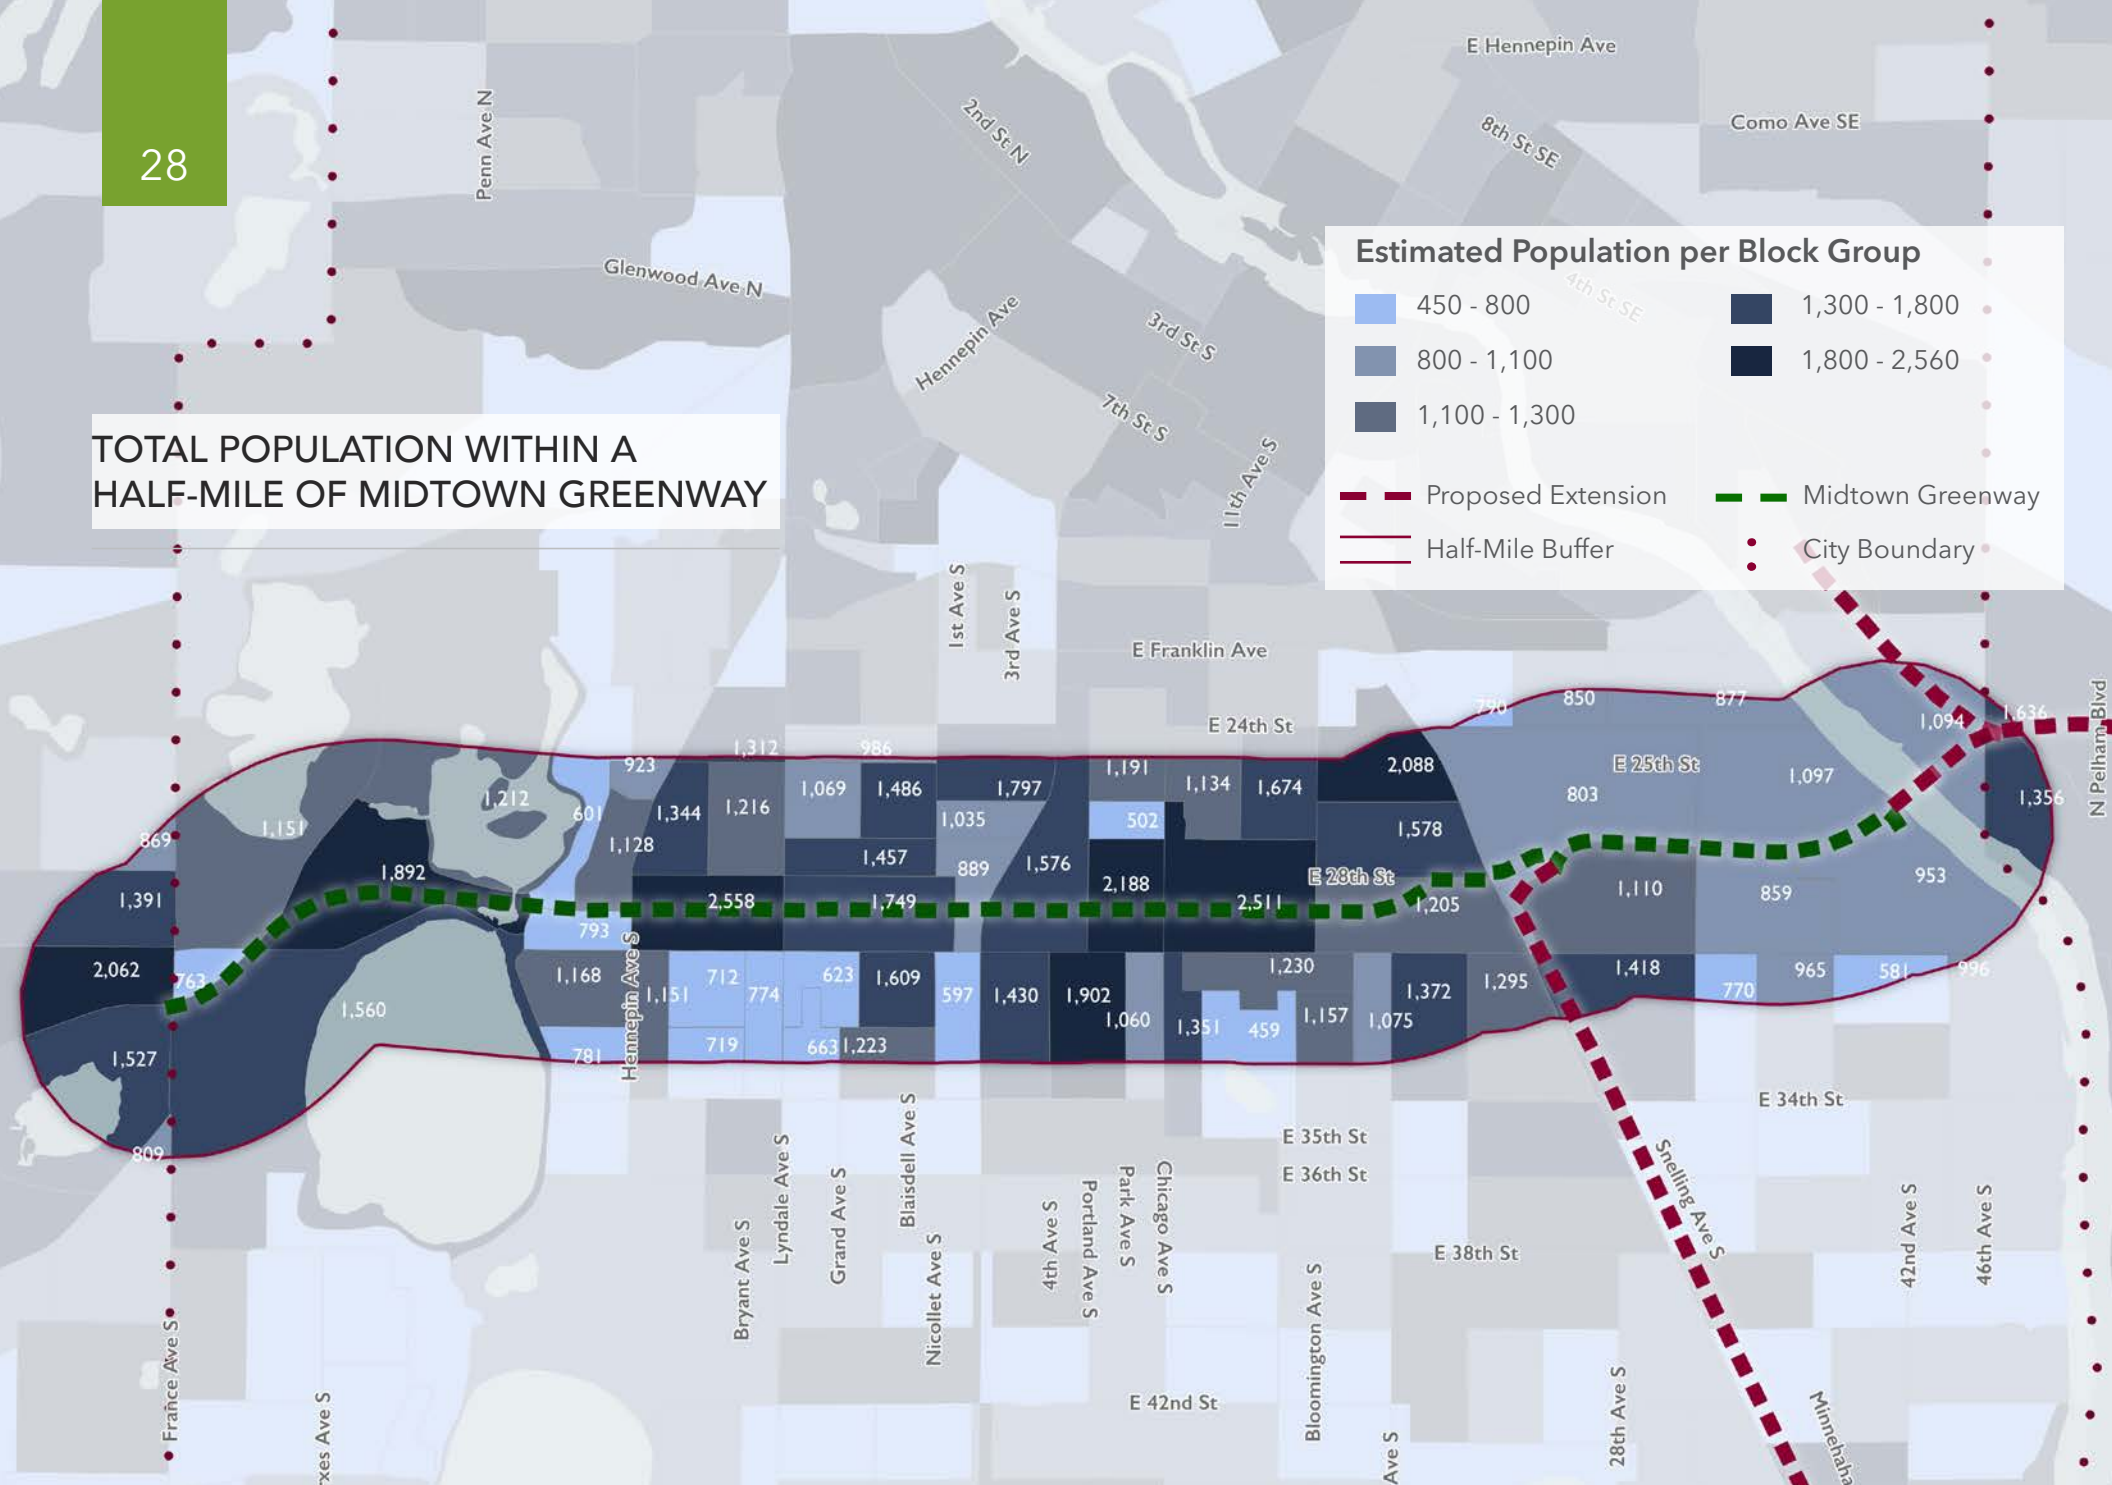 28
TOTAL POPULATION WITHIN A
HALF-MILE OF MIDTOWN GREENWAY
Estimated Population per Block Group
450 - 800
800 - 1,100
1,100 - 1,300
1,300 - 1,800
1,800 - 2,560
Proposed Extension
Midtown Greenway
Half-Mile Buffer
City Boundary
Penn Ave N
2nd St N
E Hennepin Ave
8th St SE
Como Ave SE
4th St SE
Glenwood Ave N
Hennepin Ave
3rd St S
7th St S
11th Ave S
1st Ave S
3rd Ave S
E Franklin Ave
E 24th St
E 25th St
E 28th St
N Pelham Blvd
790
850
877
1,094
1,636
1,312
986
923
1,212
1,151
869
601
1,344
1,216
1,069
1,486
1,797
1,191
1,134
1,674
2,088
803
1,097
1,356
1,128
1,035
502
1,578
1,457
889
1,576
1,892
2,188
1,391
2,558
1,749
2,511
1,205
1,110
859
953
793
2,062
763
1,168
1,151
712
774
623
1,609
597
1,430
1,902
1,230
1,372
1,295
1,418
770
965
581
996
1,560
1,060
1,351
459
1,157
1,075
1,527
781
719
663
1,223
809
Hennepin Ave S
E 34th St
E 35th St
E 36th St
E 38th St
E 42nd St
France Ave S
xes Ave S
Bryant Ave S
Lyndale Ave S
Grand Ave S
Blaisdell Ave S
Nicollet Ave S
4th Ave S
Portland Ave S
Park Ave S
Chicago Ave S
Bloomington Ave S
Ave S
28th Ave S
Snelling Ave S
Minnehaha
42nd Ave S
46th Ave S